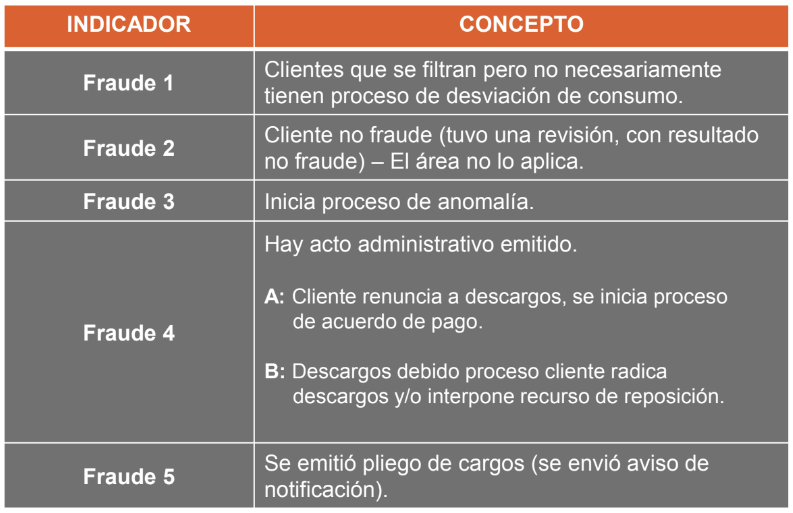 INDICADOR
CONCEPTO
Fraude 1
Clientes que se filtran pero no necesariamente
tienen proceso de desviación de consumo.
Fraude 2
Cliente no fraude (tuvo una revisión, con resultado
no fraude) – El área no lo aplica.
Fraude 3
Inicia proceso de anomalía.
Fraude 4
Hay acto administrativo emitido.
A: Cliente renuncia a descargos, se inicia proceso
de acuerdo de pago.
B: Descargos debido proceso cliente radica
descargos y/o interpone recurso de reposición.
Fraude 5
Se emitió pliego de cargos (se envió aviso de
notificación).